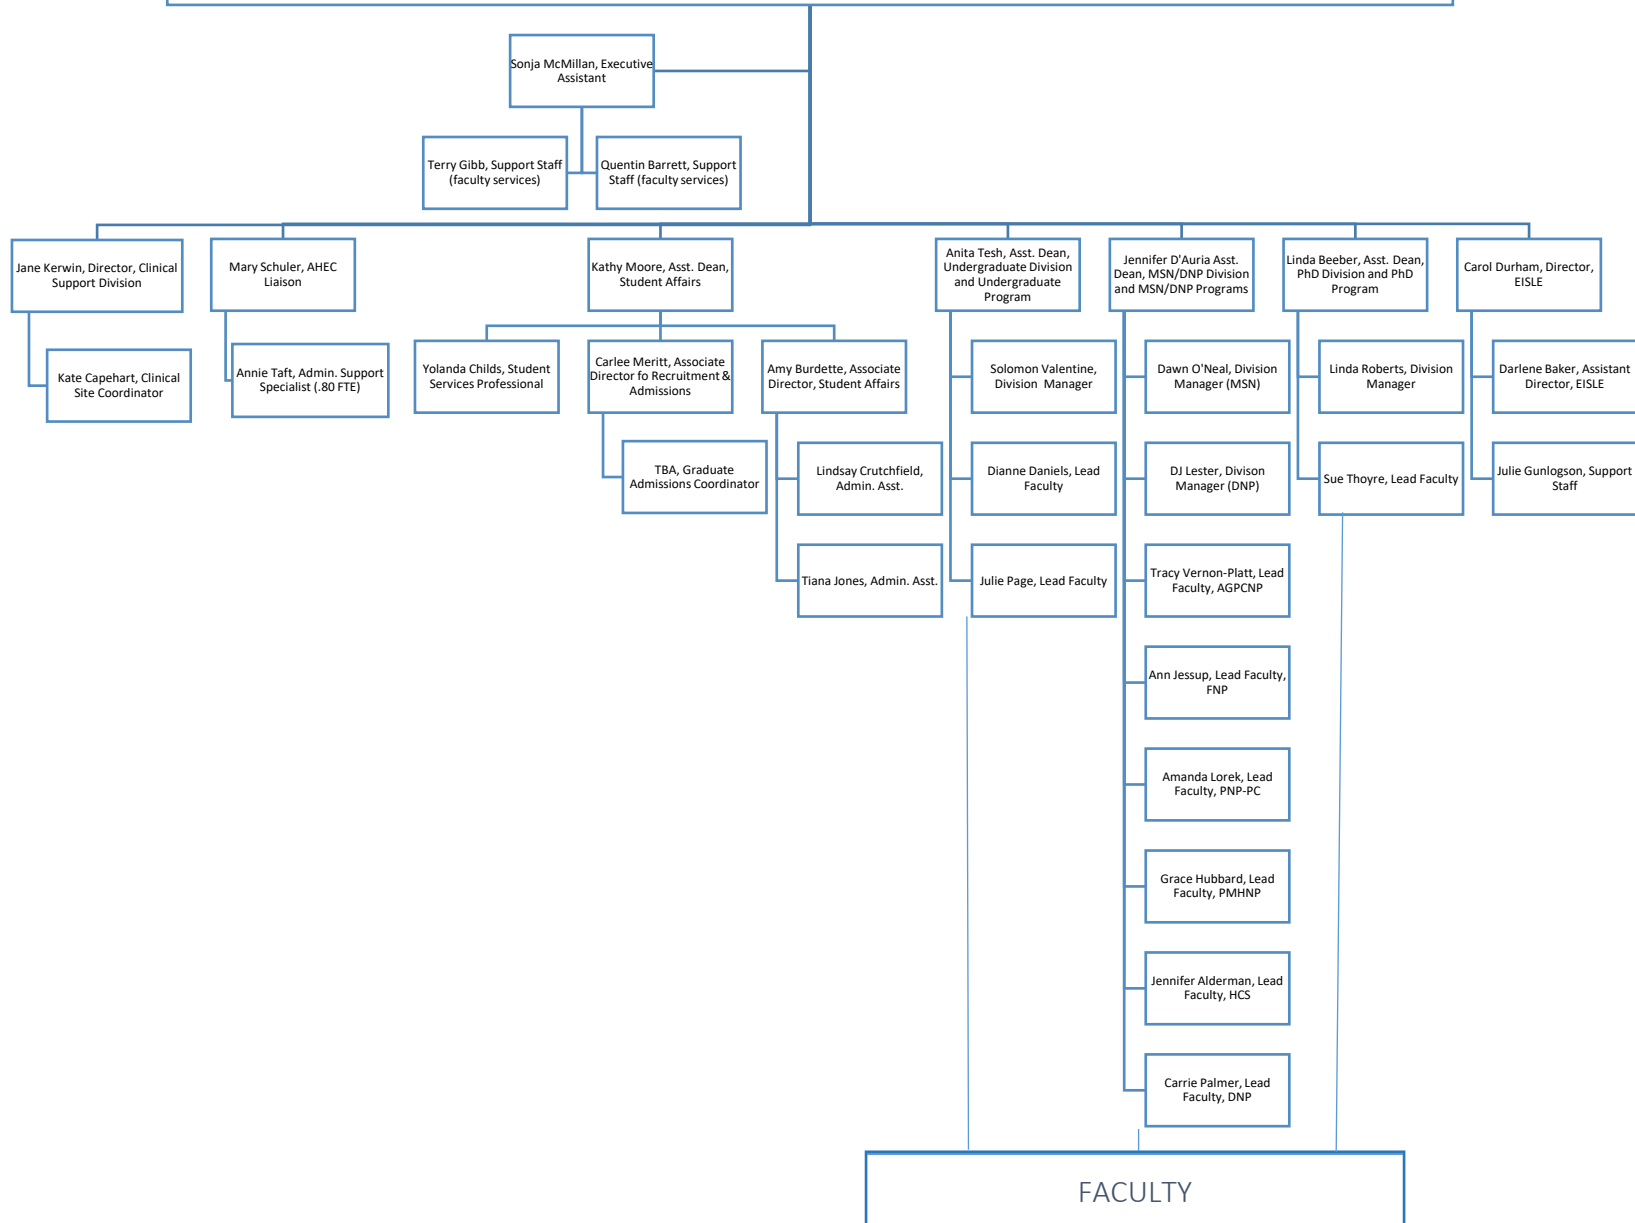 Sonja McMillan, Executive
Assistant
Terry Gibb, Support Staff
(faculty services)
Quentin Barrett, Support
Staff (faculty services)
Jane Kerwin, Director, Clinical
Support Division
Mary Schuler, AHEC
Liaison
Kathy Moore, Asst. Dean,
Student Affairs
Anita Tesh, Asst. Dean,
Undergraduate Division
and Undergraduate
Program
Jennifer D'Auria Asst.
Dean, MSN/DNP Division
and MSN/DNP Programs
Linda Beeber, Asst. Dean,
PhD Division and PhD
Program
Carol Durham, Director,
EISLE
Kate Capehart, Clinical
Site Coordinator
Annie Taft, Admin. Support
Specialist (.80 FTE)
Yolanda Childs, Student
Services Professional
Carlee Meritt, Associate
Director fo Recruitment &
Admissions
Amy Burdette, Associate
Director, Student Affairs
Solomon Valentine,
Division Manager
Dawn O'Neal, Division
Manager (MSN)
Linda Roberts, Division
Manager
Darlene Baker, Assistant
Director, EISLE
TBA, Graduate
Admissions Coordinator
Lindsay Crutchfield,
Admin. Asst.
Dianne Daniels, Lead
Faculty
DJ Lester, Divison
Manager (DNP)
Sue Thoyre, Lead Faculty
Julie Gunlogson, Support
Staff
Tiana Jones, Admin. Asst.
Julie Page, Lead Faculty
Tracy Vernon-Platt, Lead
Faculty, AGPCNP
Ann Jessup, Lead Faculty,
FNP
Amanda Lorek, Lead
Faculty, PNP-PC
Grace Hubbard, Lead
Faculty, PMHNP
Jennifer Alderman, Lead
Faculty, HCS
Carrie Palmer, Lead
Faculty, DNP
FACULTY